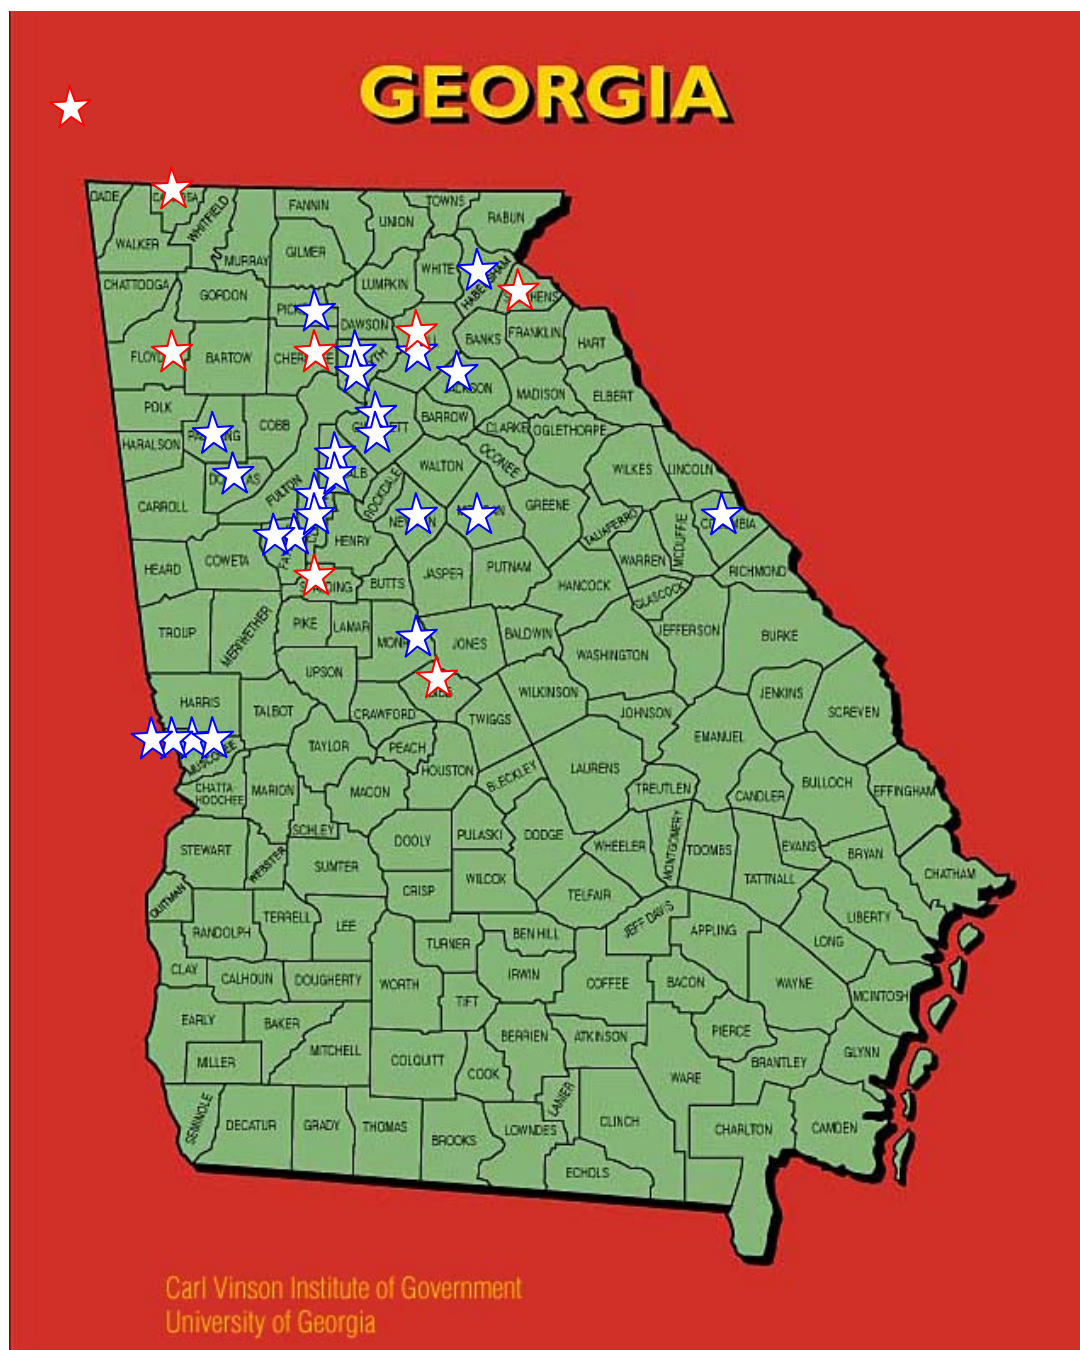 GEORGIA
DADE
WHITFIELD
FANNIN
UNION
TOWNS
RABUN
WALKER
MURRAY
GILMER
WHITE
CHATTOOGA
GORDON
LUMPKIN
DAWSON
BANKS
FRANKLIN
HART
BARTOW
MADISON
ELBERT
POLK
COBB
BARROW
CLARKE
OGLETHORPE
HARALSON
OCONEE
WALTON
WILKES
LINCOLN
CARROLL
FULTON
ROCKDALE
GREENE
TALIAFERRO
MCDUFFIE
HENRY
HEARD
COWETA
BUTTS
JASPER
PUTNAM
HANCOCK
WARREN
GLASCOCK
RICHMOND
TROUP
MERIWETHER
PIKE
LAMAR
JONES
BALDWIN
WASHINGTON
JEFFERSON
BURKE
UPSON
HARRIS
TALBOT
CRAWFORD
TWIGGS
WILKINSON
JOHNSON
JENKINS
SCREVEN
EMANUEL
TAYLOR
PEACH
HOUSTON
BLECKLEY
LAURENS
TREUTLEN
CANDLER
BULLOCH
EFFINGHAM
CHATTA-
HOOCHEE
MARION
MACON
SCHLEY
DOOLY
PULASKI
DODGE
WHEELER
MONTGOMERY
TOOMBS
EVANS
BRYAN
STEWART
WEBSTER
SUMTER
CRISP
WILCOX
TELFAIR
TATTNALL
CHATHAM
QUITMAN
RANDOLPH
TERRELL
LEE
TURNER
BEN HILL
JEFF DAVIS
APPLING
LONG
LIBERTY
CLAY
CALHOUN
DOUGHERTY
WORTH
IRWIN
COFFEE
BACON
WAYNE
MCINTOSH
TIFT
EARLY
BAKER
MITCHELL
BERRIEN
ATKINSON
PIERCE
BRANTLEY
GLYNN
MILLER
COLQUITT
COOK
WARE
SEMINOLE
DECATUR
GRADY
THOMAS
BROOKS
LOWNDES
LANIER
CLINCH
CHARLTON
CAMDEN
ECHOLS
Carl Vinson Institute of Government
University of Georgia